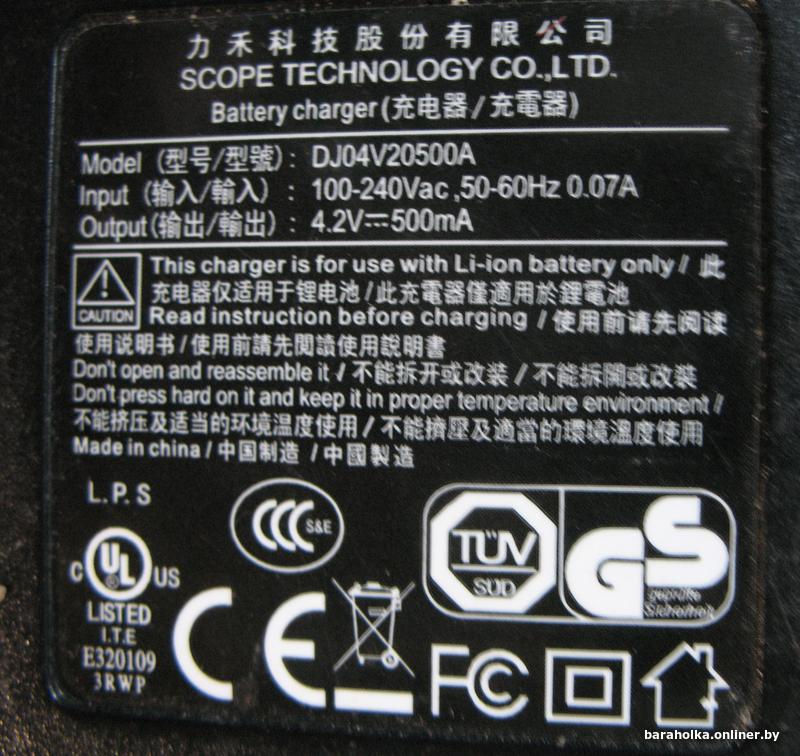 力禾科技股份有限公司
SCOPE TECHNOLOGY CO.,LTD.
Battery charger(充电器/充電器)
Model (型号/型號): DJ04V20500A
Input (输入/輸入): 100-240Vac,50-60Hz 0.07A
Output(输出/輸出): 4.2V⎓500mA
This charger is for use with Li-ion battery only/ 此
充电器仅适用于锂电池/此充電器僅適用於鋰電池
CAUTION
Read instruction before charging /使用前请先阅读
使用说明书/使用前請先閱讀使用說明書
Don't open and reassemble it / 不能拆开或改装 / 不能拆開或改裝
Don't press hard on it and keep it in proper temperature environment/
不能挤压及适当的环境温度使用/不能擠壓及適當的環境溫度使用
Made in china/中国制造 /中國製造
L.P.S
CCC S&E
TÜV
SÜD
GS
geprüfte
Sicherheit
C UL ® US
LISTED
I.T.E
E320109
3RWP
CE
FC
baraholka.onliner.by